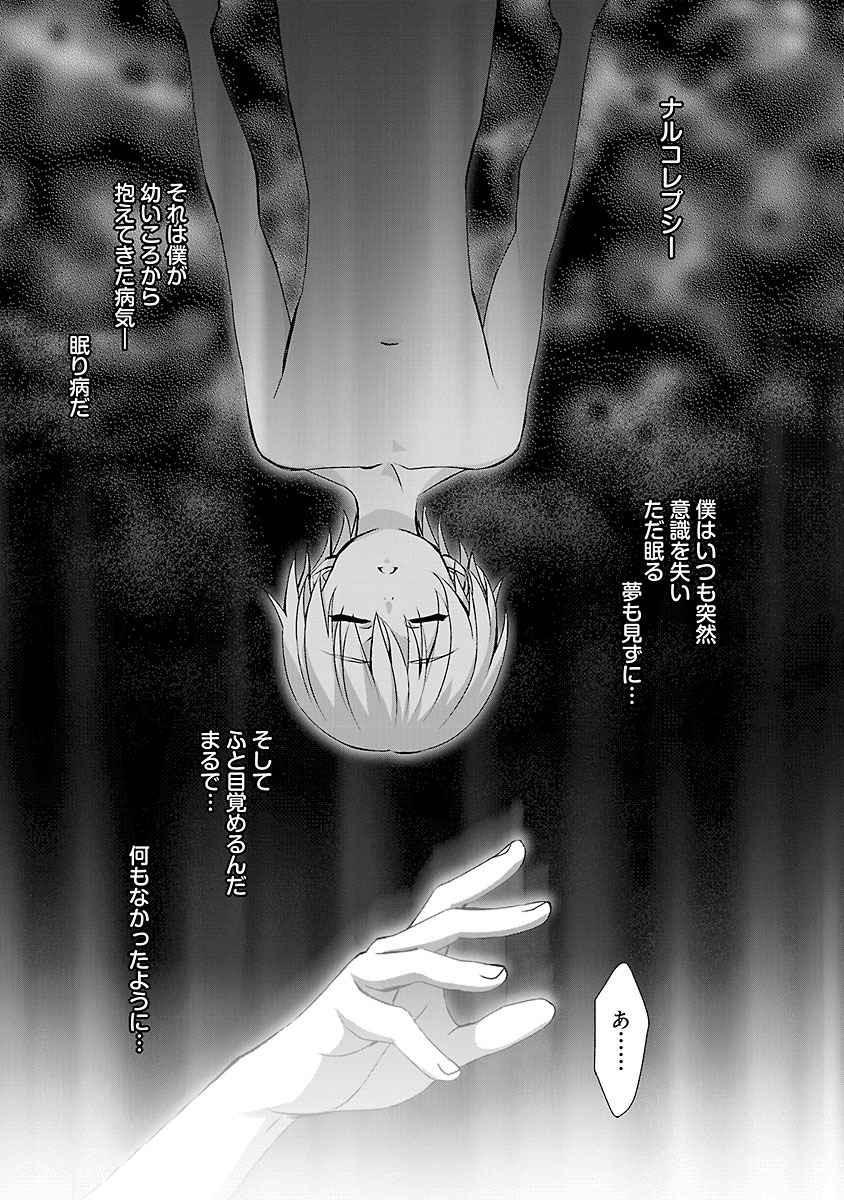 ナルコレプシー
それは僕が
幼いころから
抱えてきた病気―
眠り病だ
僕はいつも突然
意識を失い
ただ眠る
夢も見ずに…
そして
ふと目覚めるんだ
まるで…
何もなかったように…
あ……